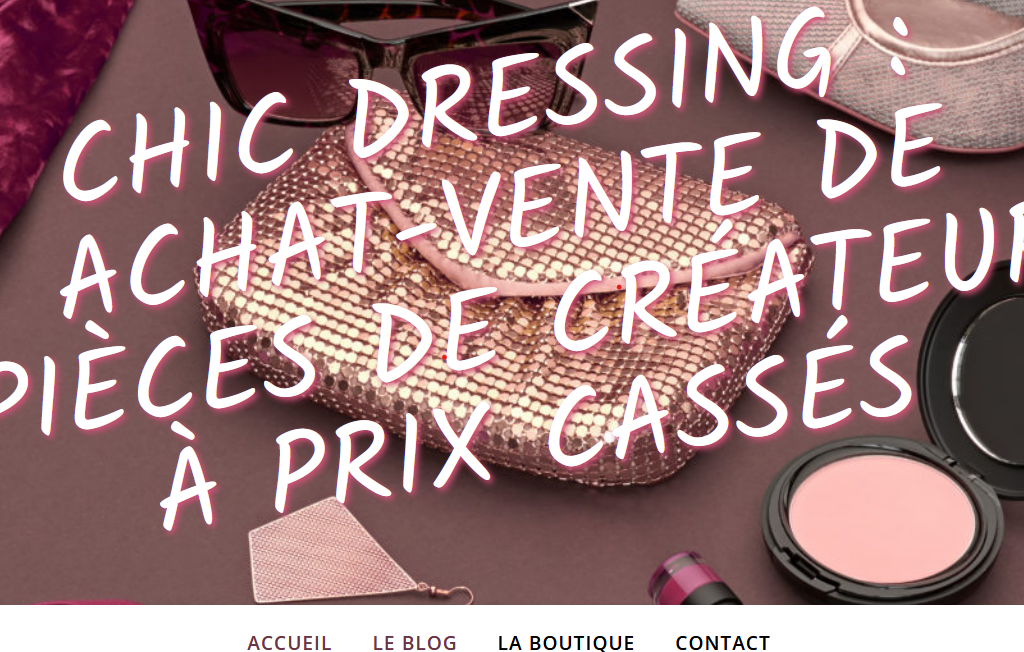 CHIC DRESSING :
ACHAT-VENTE DE
PIÈCES DE CRÉATEUR
À PRIX CASSÉS
ACCUEIL LE BLOG LA BOUTIQUE CONTACT